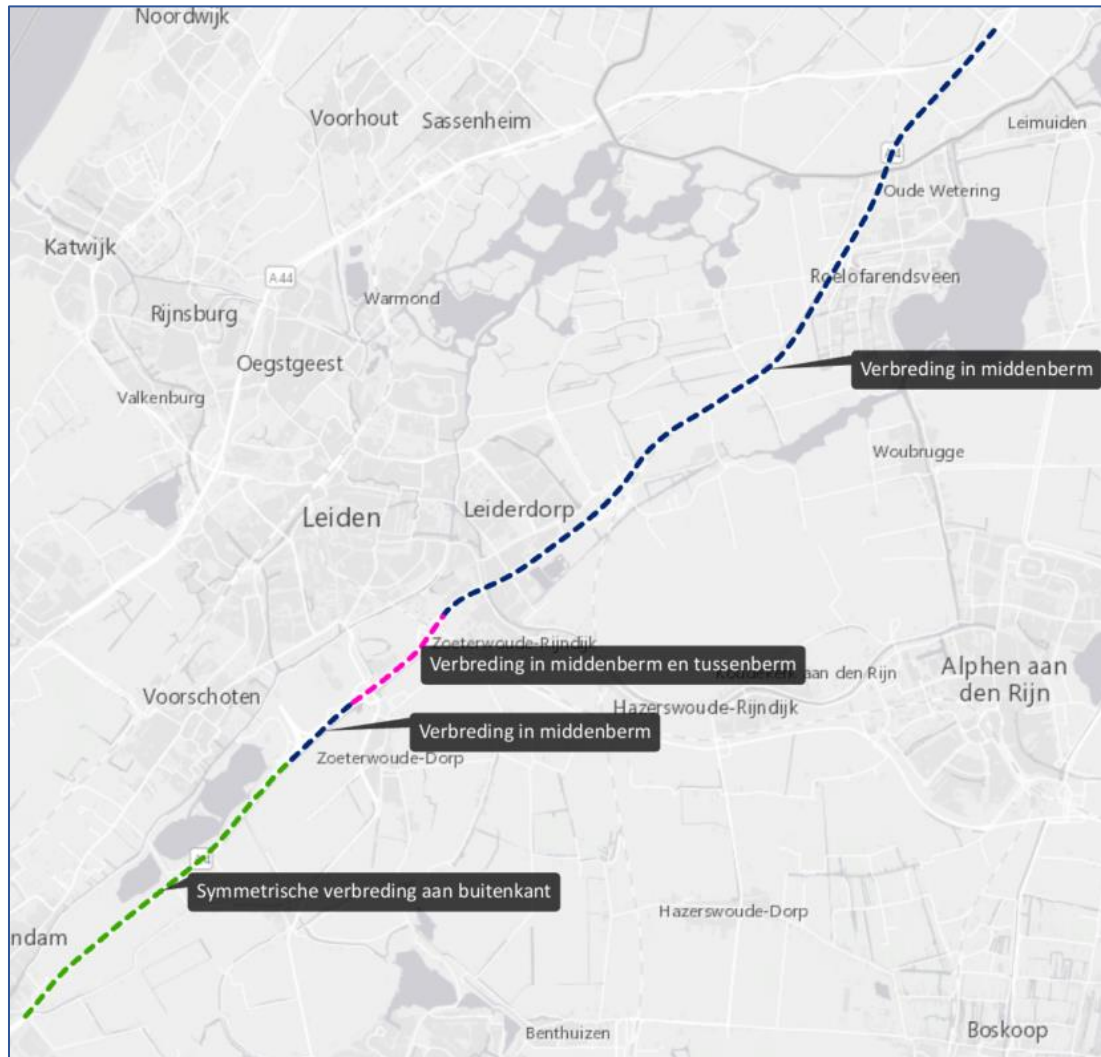 Noordwijk
Voorhout
Sassenheim
Leimuiden
Oude Wetering
Katwijk
A44
Roelofarendsveen
Warmond
Rijnsburg
Oegstgeest
Verbreding in middenberm
Valkenburg
Woubrugge
Leiderdorp
Leiden
Zoeterwoude-Rijndijk
Verbreding in middenberm en tussenberm
Alphen aan
den Rijn
aan den Rijn
Voorschoten
Hazerswoude-Rijndijk
Verbreding in middenberm
Zoeterwoude-Dorp
Symmetrische verbreding aan buitenkant
Hazerswoude-Dorp
ndam
Benthuizen
Boskoop